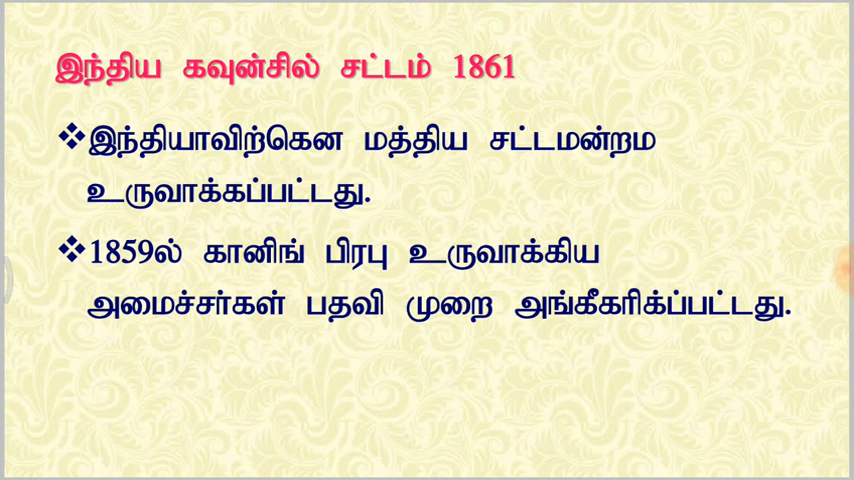 இந்திய கவுன்சில் சட்டம் 1861
❖இந்தியாவிற்கென மத்திய சட்டமன்றம
உருவாக்கப்பட்டது.
❖1859ல் கானிங் பிரபு உருவாக்கிய
அமைச்சர்கள் பதவி முறை அங்கீகரிக்ப்பட்டது.